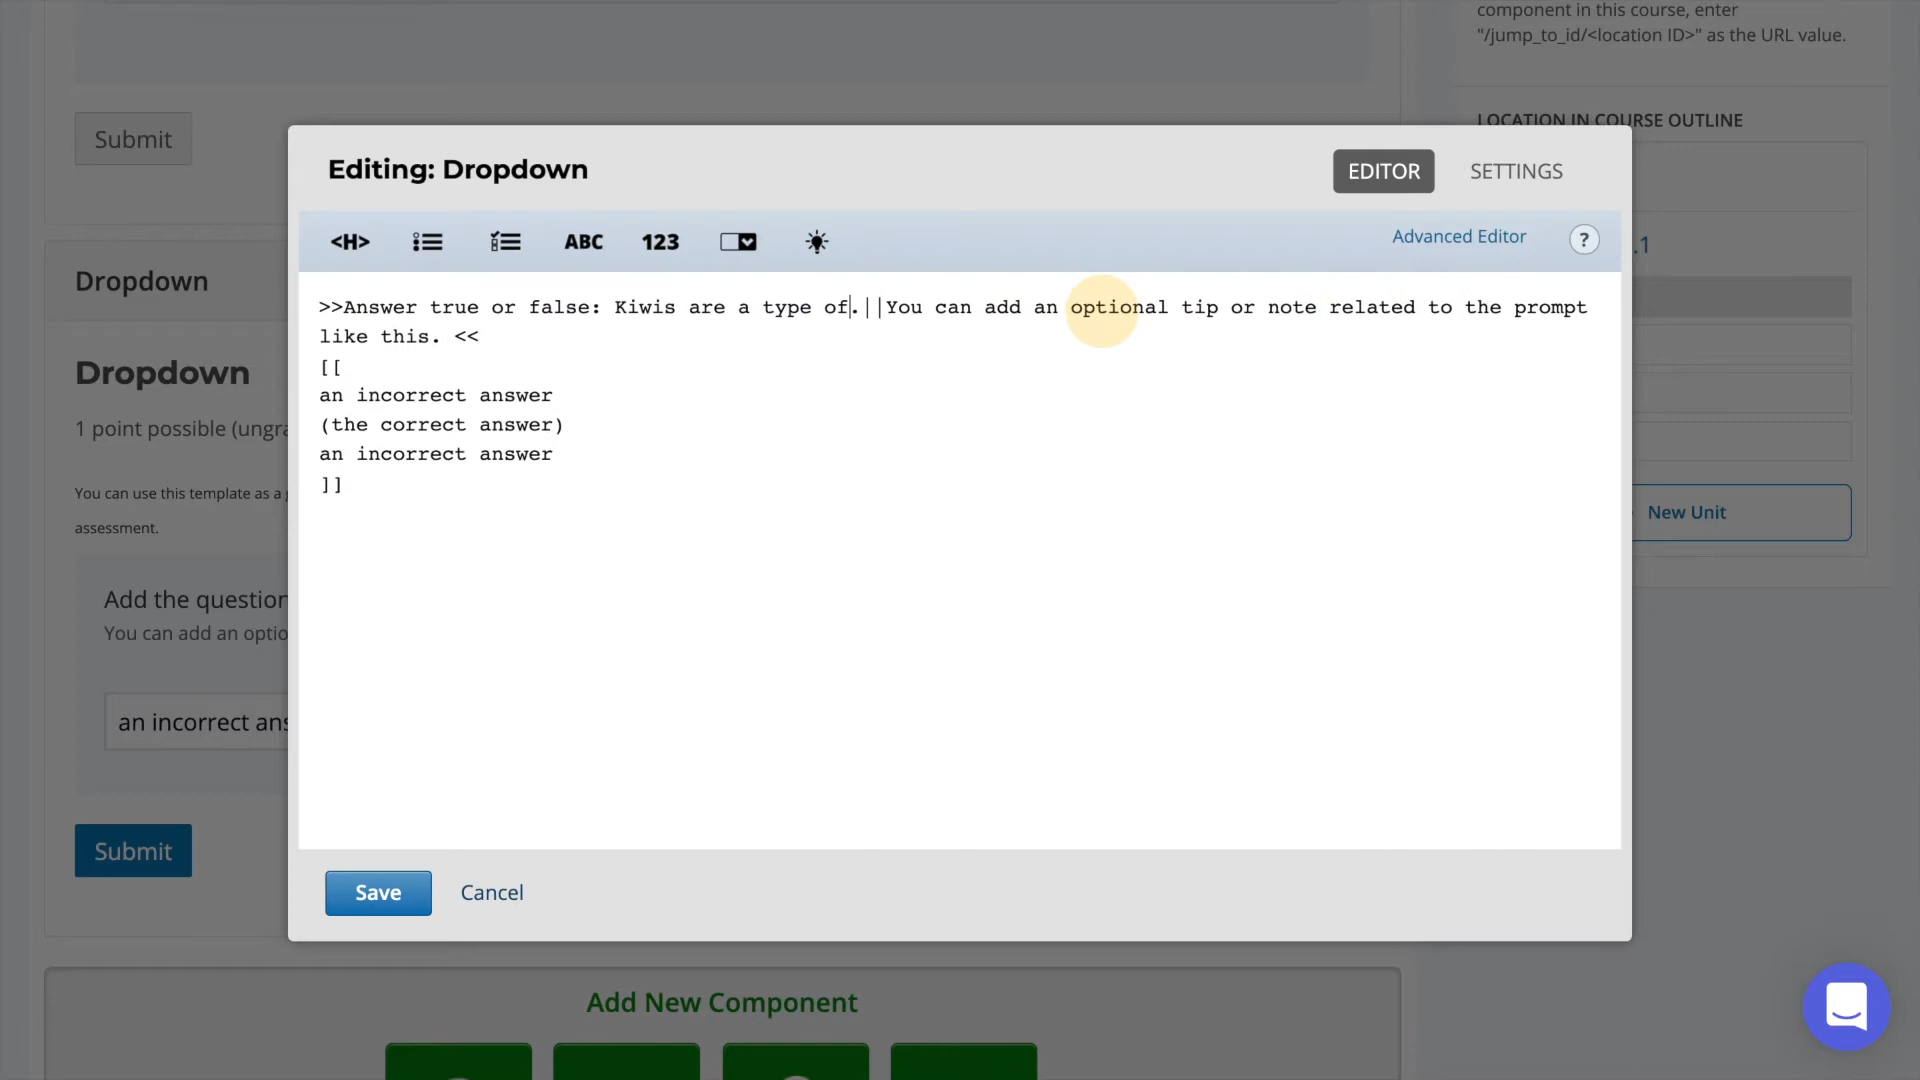 component in this course, enter
"/jump_to_id/<location ID>" as the URL value.
Submit
LOCATION IN COURSE OUTLINE
Editing: Dropdown
EDITOR
SETTINGS
<H>
ABC
123
Advanced Editor
?
.1
Dropdown
>>Answer true or false: Kiwis are a type of.||You can add an optional tip or note related to the prompt
like this. <<
[[
an incorrect answer
(the correct answer)
an incorrect answer
]]
Dropdown
1 point possible (ungra
You can use this template as a
assessment.
New Unit
Add the question
You can add an optio
an incorrect ans
Submit
Save
Cancel
Add New Component